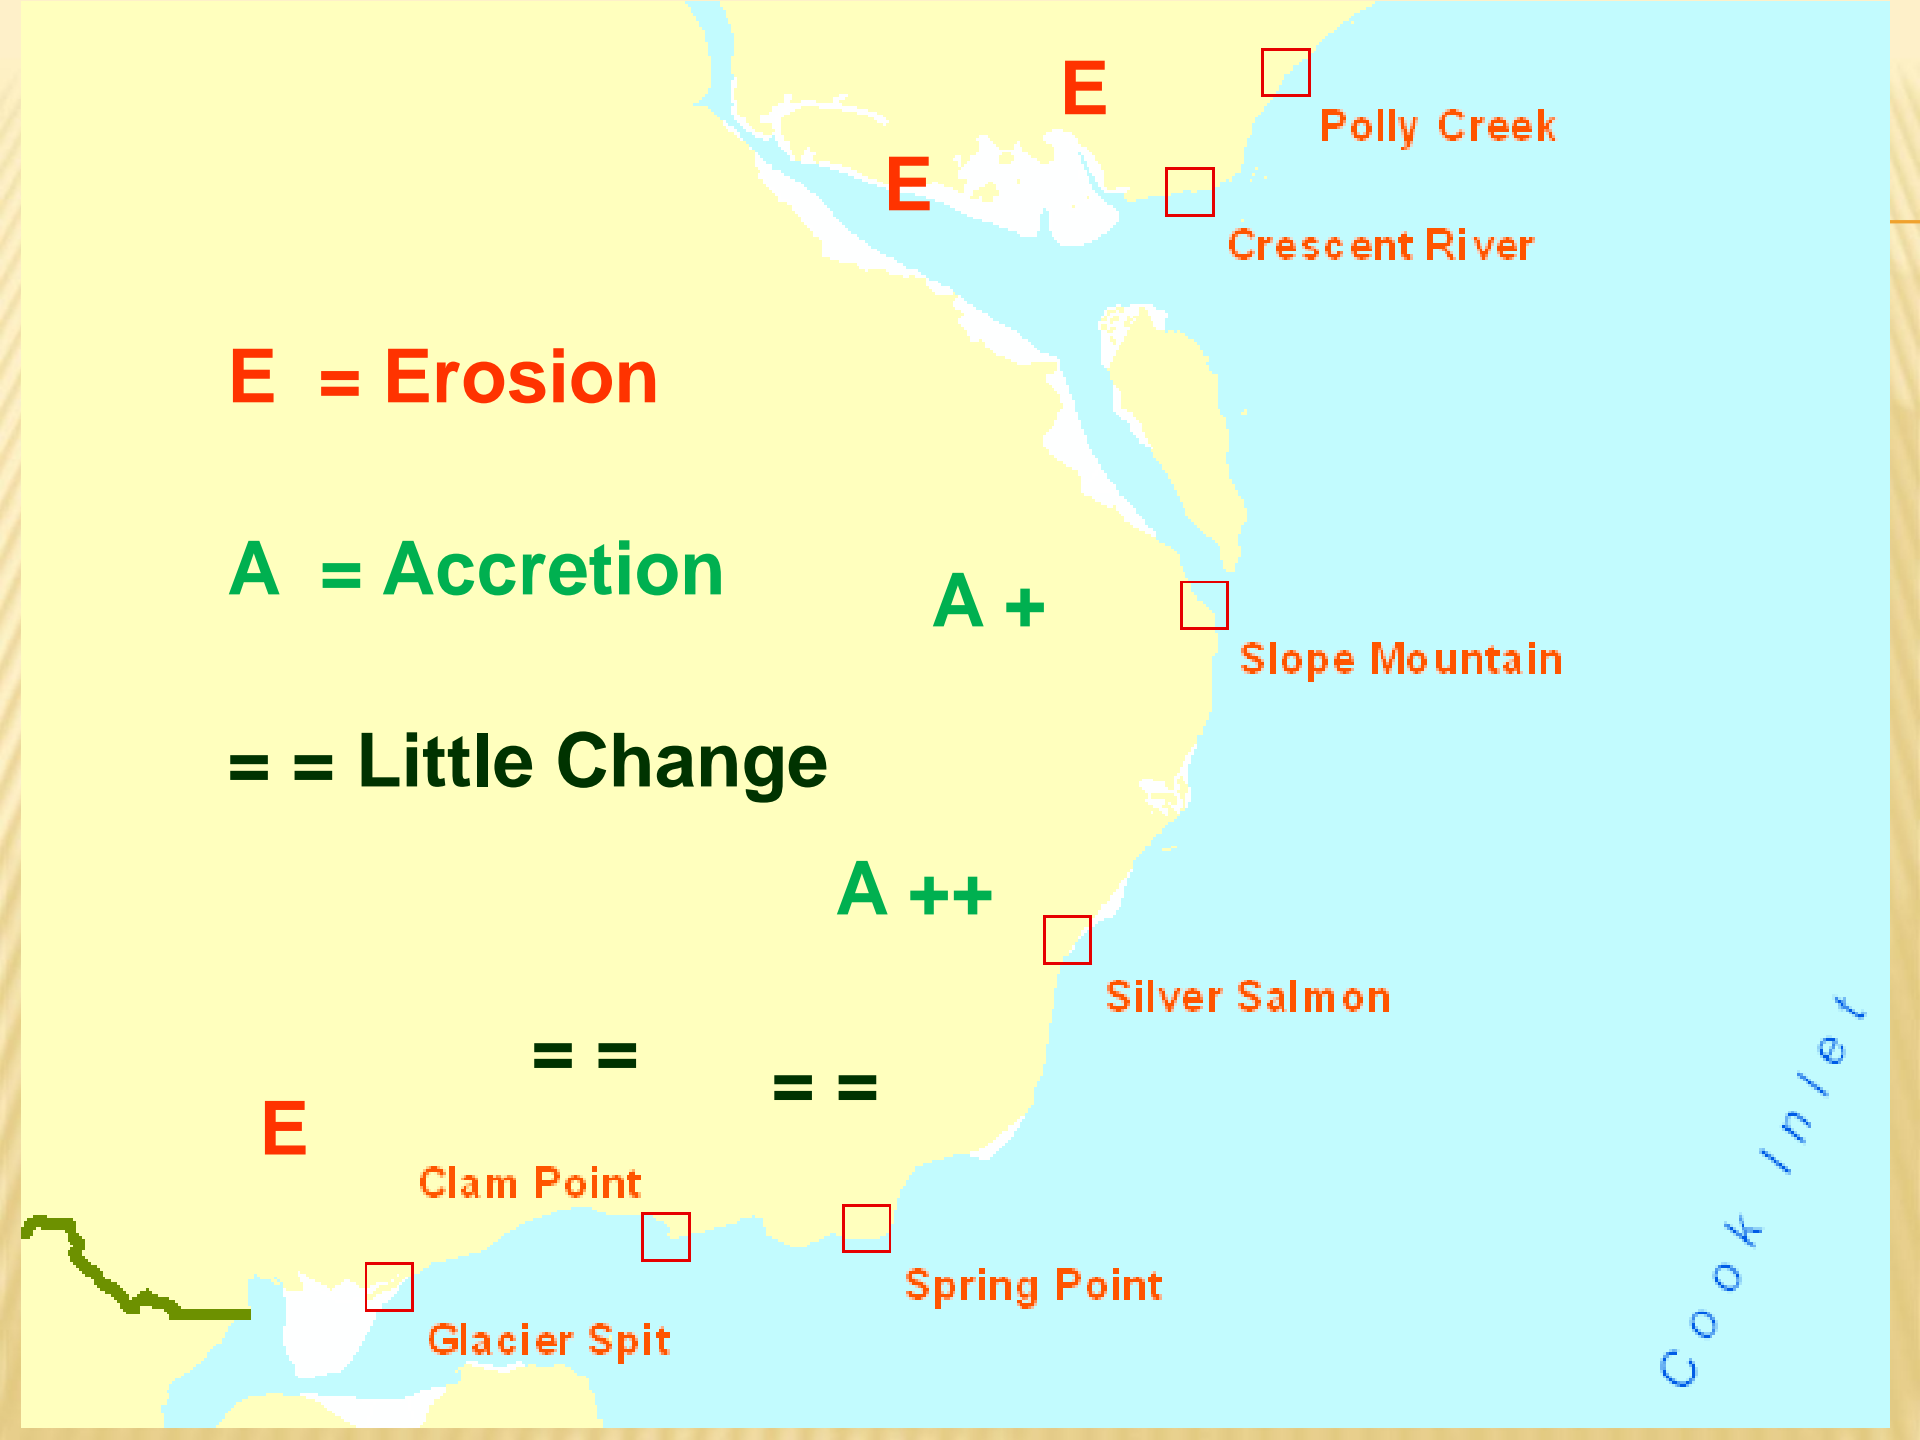 E
Polly Creek
E
Crescent River
E = Erosion
A = Accretion
A +
Slope Mountain
= = Little Change
A ++
Silver Salmon
= =
= =
E
Clam Point
Spring Point
Glacier Spit
Cook Inlet